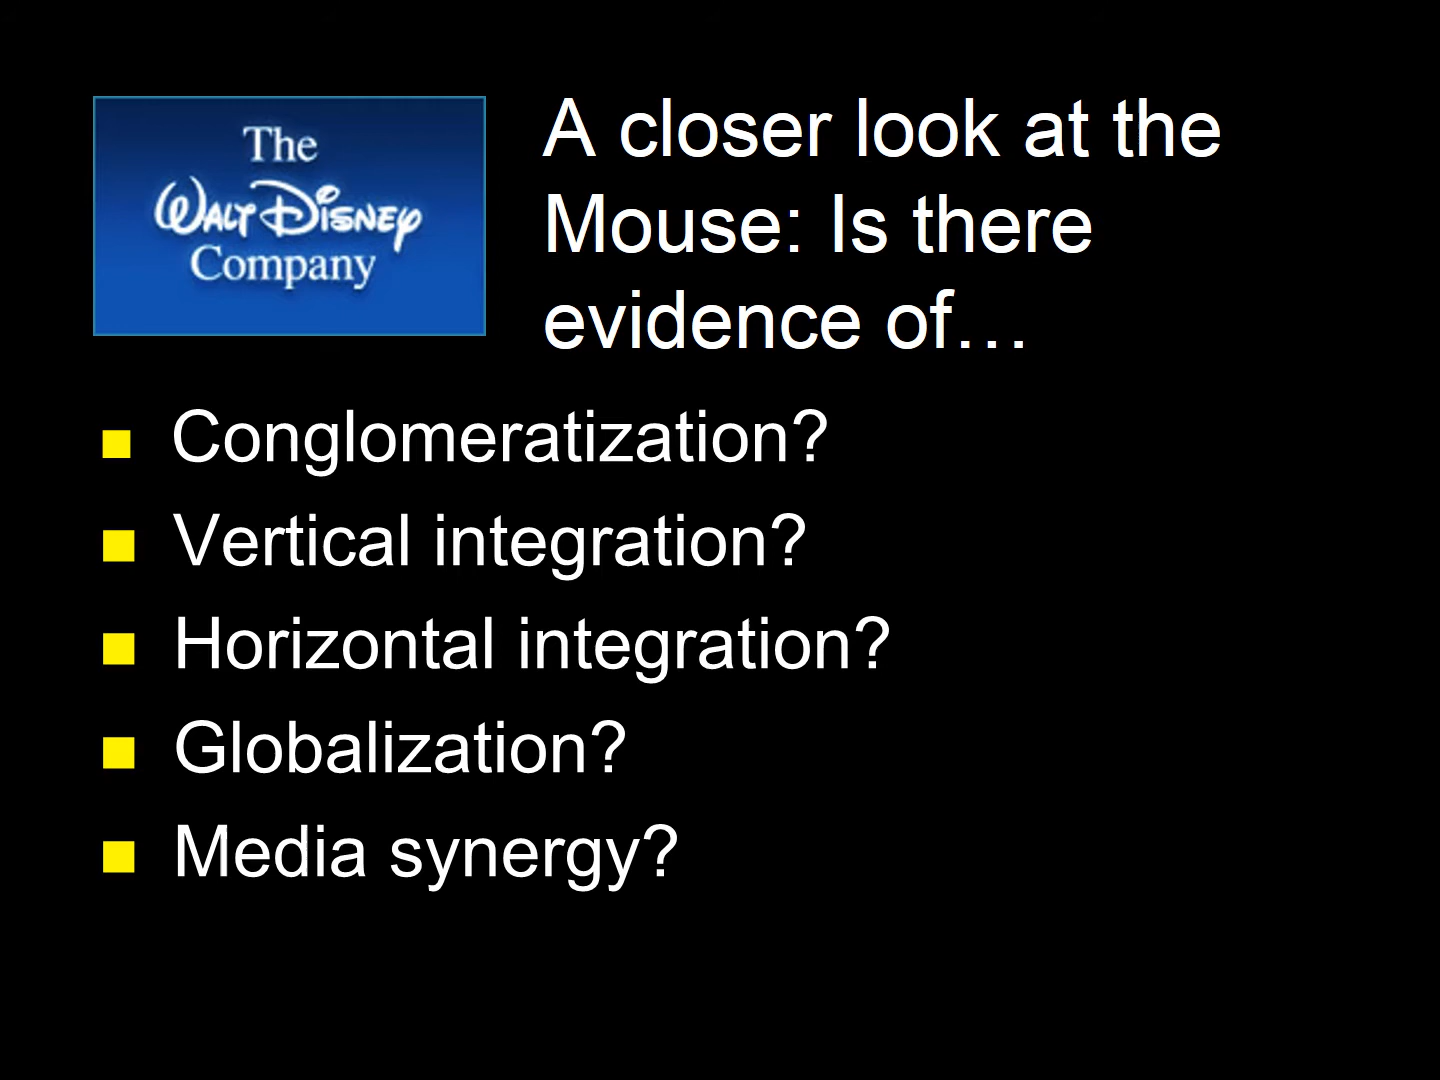 The
Walt Disney
Company
A closer look at the
Mouse: Is there
evidence of…
Conglomeratization?
Vertical integration?
Horizontal integration?
Globalization?
Media synergy?